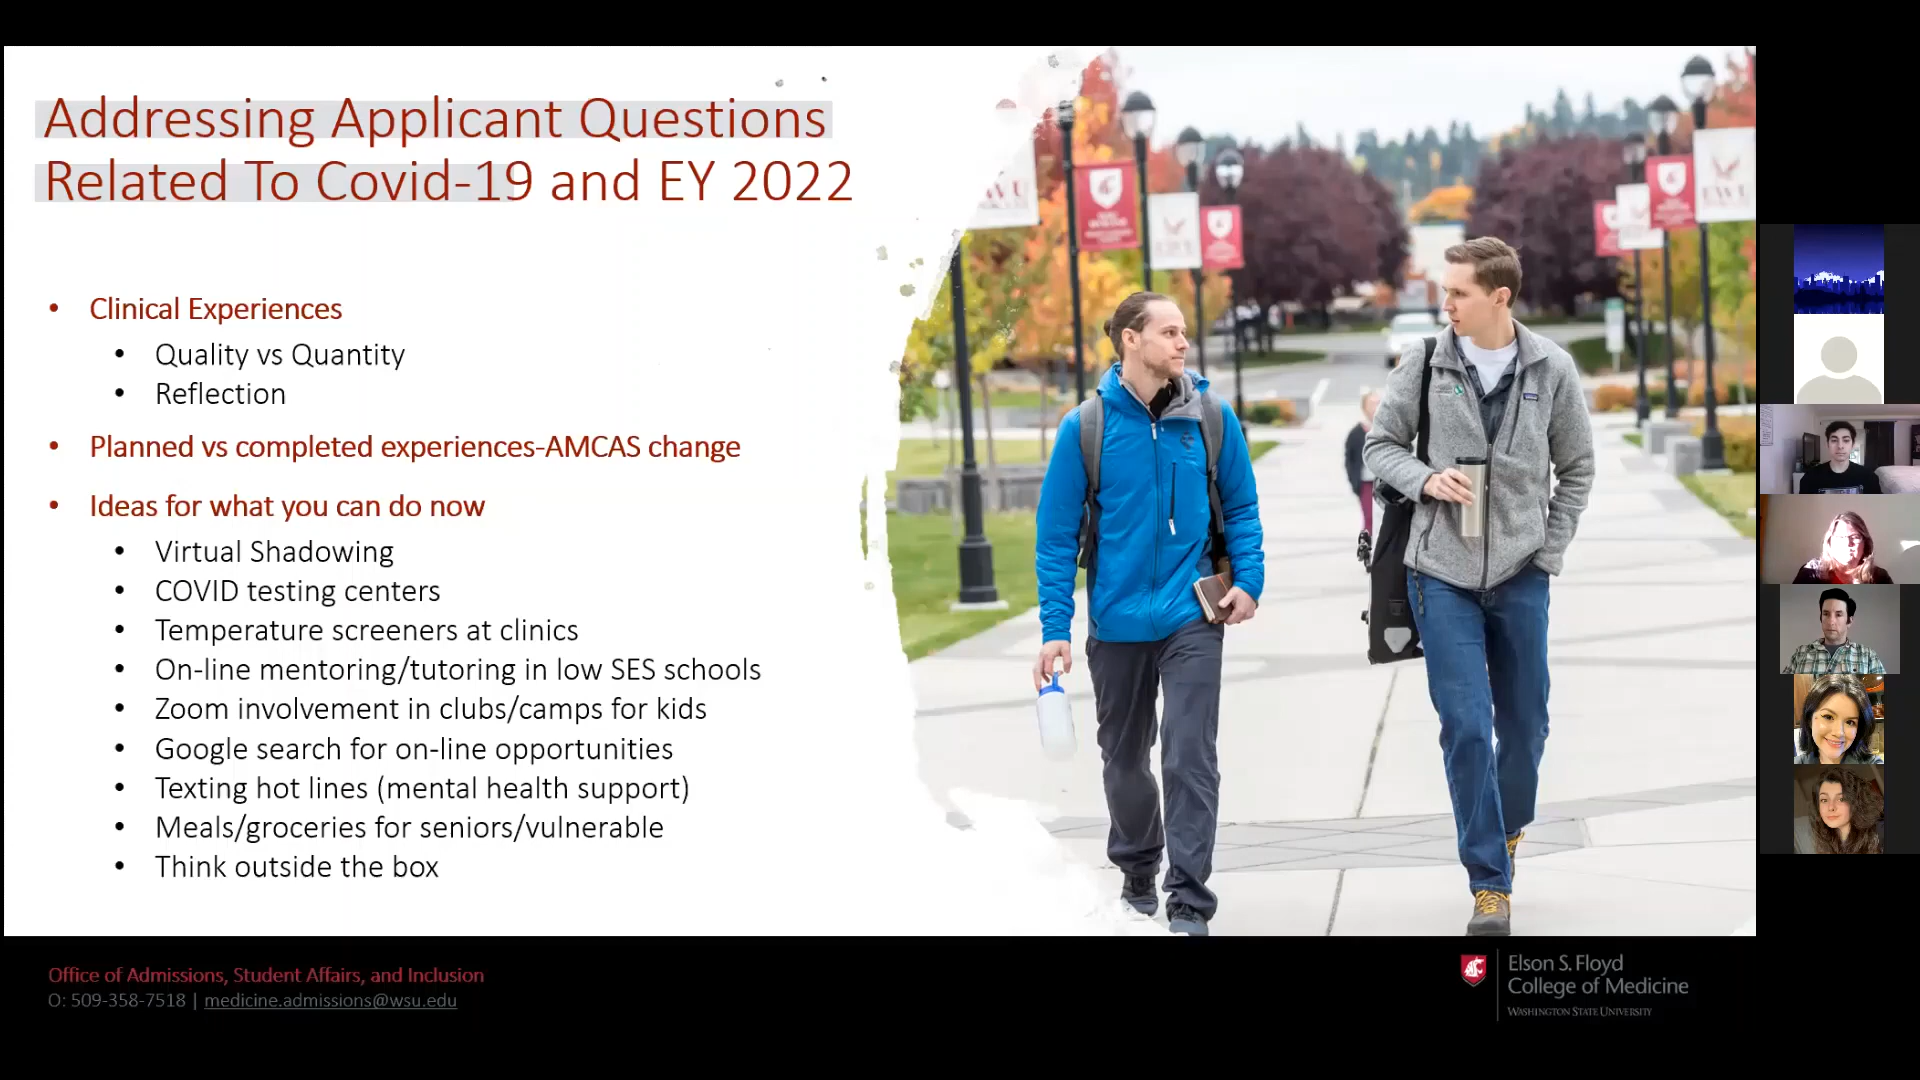 Addressing Applicant Questions
Related To Covid-19 and EY 2022
• Clinical Experiences
• Quality vs Quantity
• Reflection
• Planned vs completed experiences-AMCAS change
• Ideas for what you can do now
• Virtual Shadowing
• COVID testing centers
• Temperature screeners at clinics
• On-line mentoring/tutoring in low SES schools
• Zoom involvement in clubs/camps for kids
• Google search for on-line opportunities
• Texting hot lines (mental health support)
• Meals/groceries for seniors/vulnerable
• Think outside the box
Office of Admissions, Student Affairs, and Inclusion
O: 509-358-7518 | medicine.admissions@wsu.edu
Elson S. Floyd
College of Medicine
WASHINGTON STATE UNIVERSITY